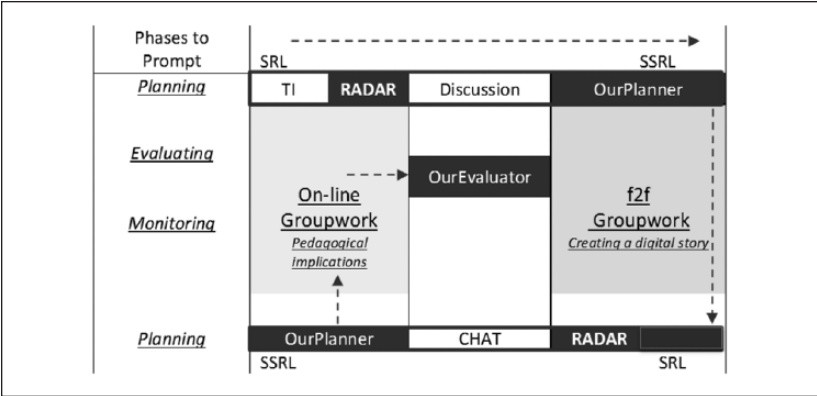 Phases to
Prompt
SRL
SSRL
Planning
TI
RADAR
Discussion
OurPlanner
Evaluating
OurEvaluator
Monitoring
On-line
Groupwork
Pedagogical
implications
f2f
Groupwork
Creating a digital story
Planning
OurPlanner
CHAT
RADAR
SSRL
SRL